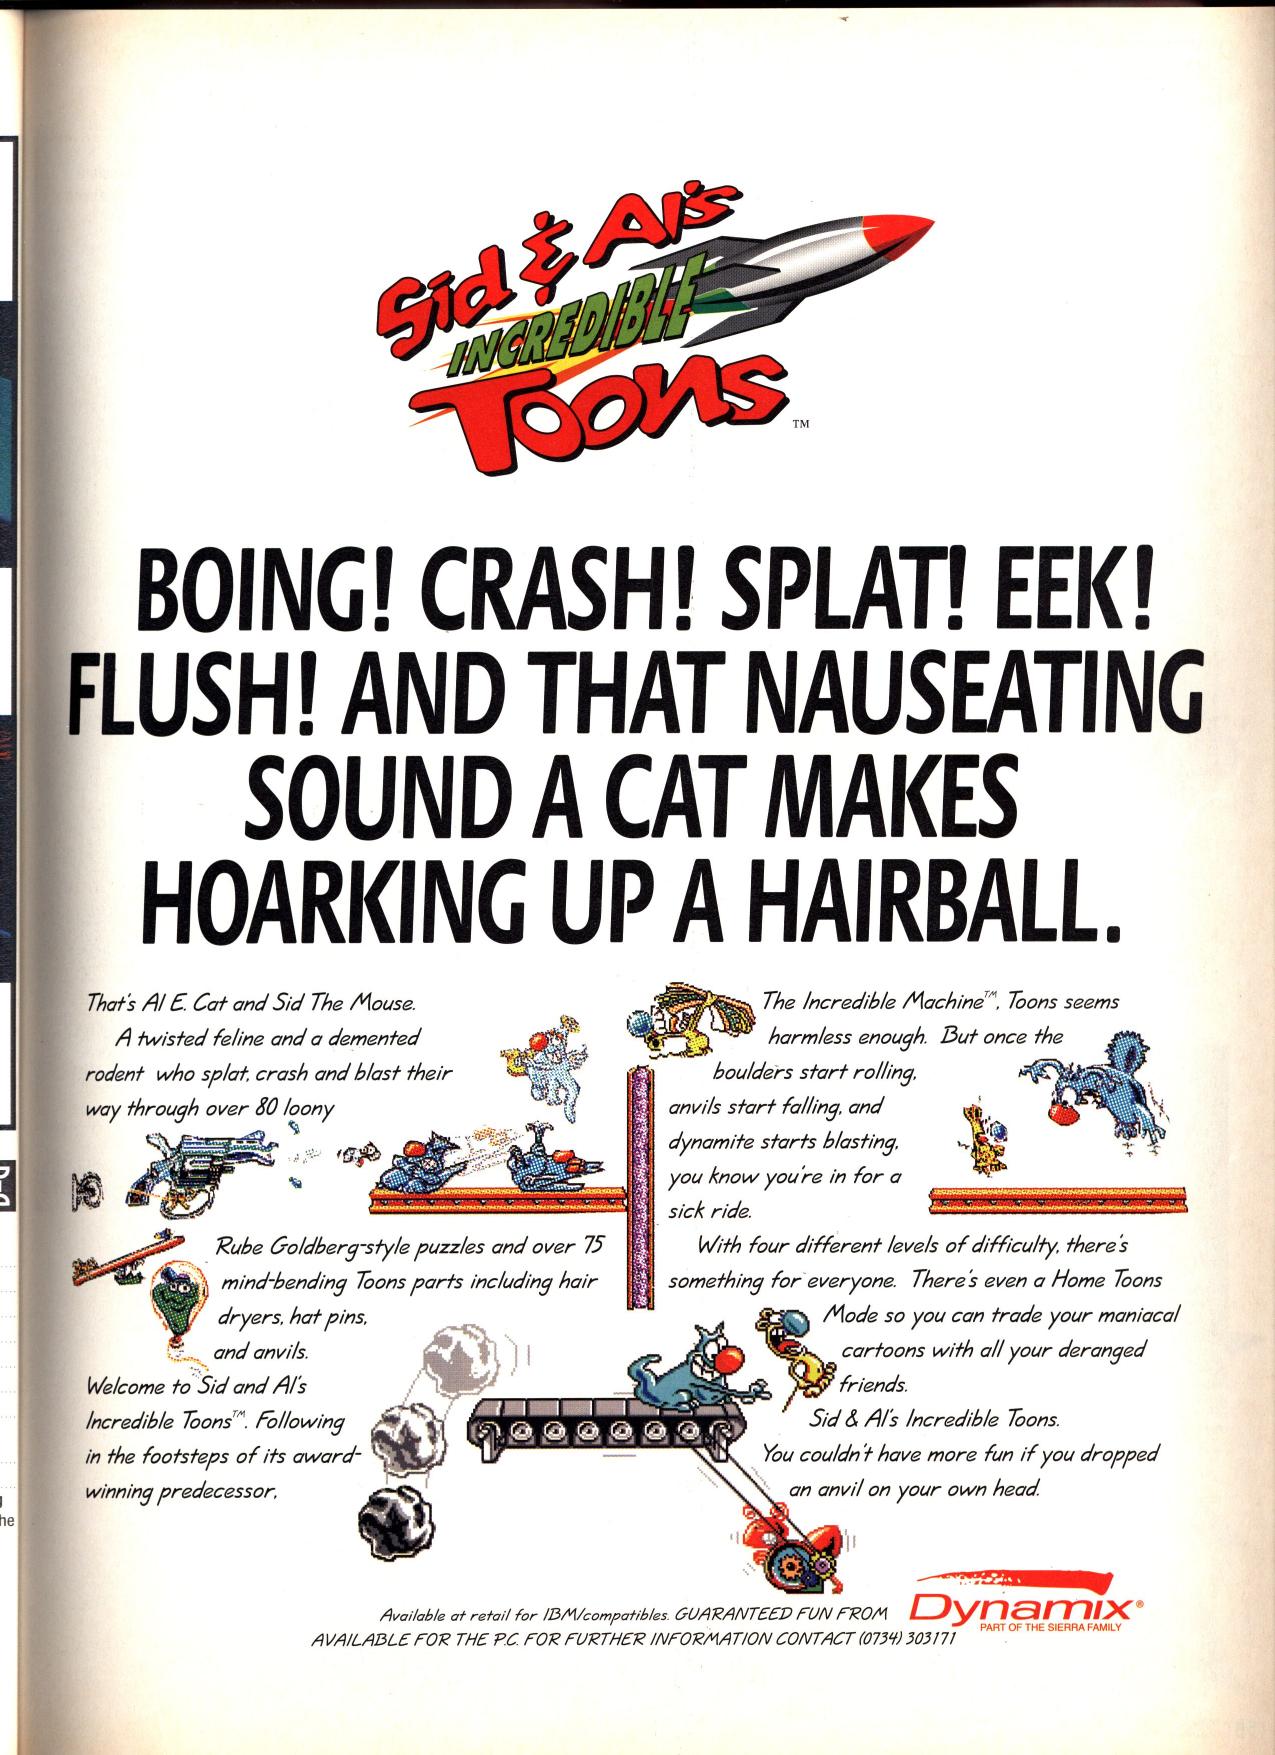 Sid & Al's
INCREDIBLE
TOONS
TM
BOING! CRASH! SPLAT! EEK!
FLUSH! AND THAT NAUSEATING
SOUND A CAT MAKES
HOARKING UP A HAIRBALL.
That's Al E. Cat and Sid The Mouse.
A twisted feline and a demented
rodent who splat, crash and blast their
way through over 80 loony
Rube Goldberg-style puzzles and over 75
mind-bending Toons parts including hair
dryers, hat pins,
and anvils.
Welcome to Sid and Al's
Incredible Toons™. Following
in the footsteps of its award-
winning predecessor,
The Incredible Machine™, Toons seems
harmless enough. But once the
boulders start rolling,
anvils start falling, and
dynamite starts blasting,
you know you're in for a
sick ride.
With four different levels of difficulty, there's
something for everyone. There's even a Home Toons
Mode so you can trade your maniacal
cartoons with all your deranged
friends.
Sid & Al's Incredible Toons.
You couldn't have more fun if you dropped
an anvil on your own head.
Available at retail for IBM/compatibles. GUARANTEED FUN FROM
Dynamix®
PART OF THE SIERRA FAMILY
AVAILABLE FOR THE P.C. FOR FURTHER INFORMATION CONTACT (0734) 303171